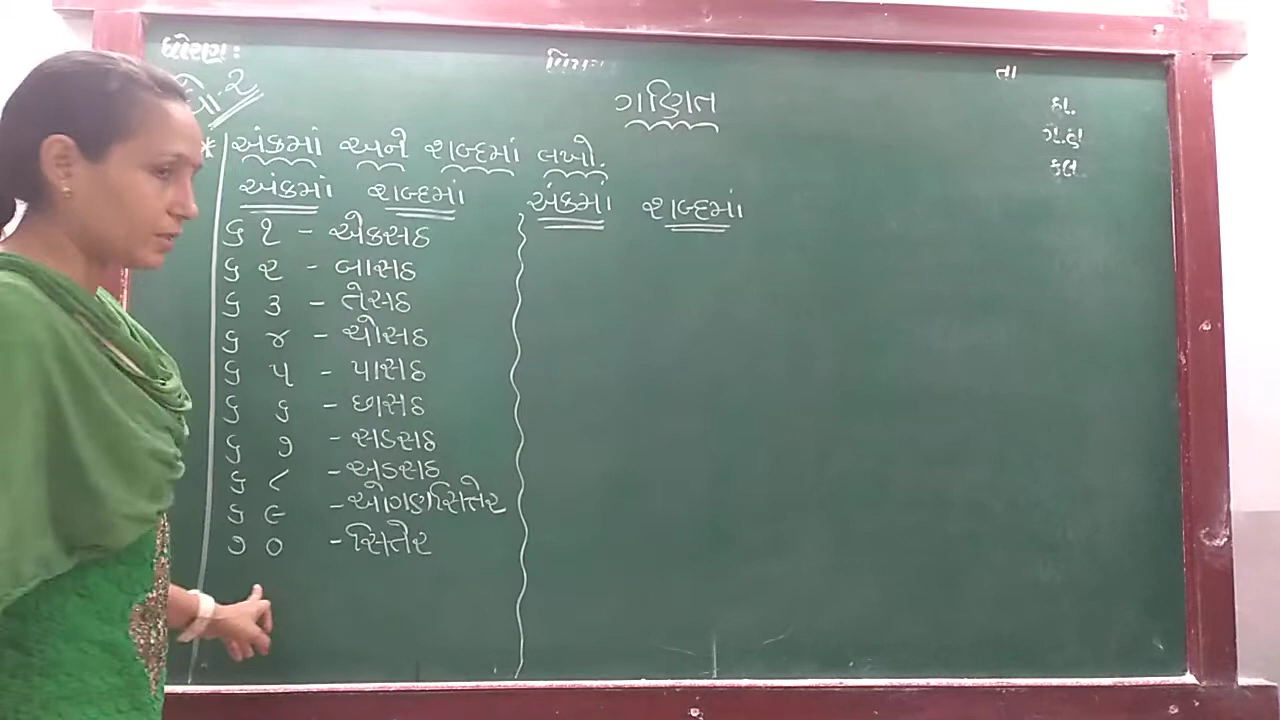 ધોરણ:
વિષય
તા
ધો.૨
ગણિત
હા.
ગે.હા
કુલ
* અંકમાં અને શબ્દમાં લખો.
અંકમાં શબ્દમાં અંકમાં શબ્દમાં
૬૧ - એકસઠ
૬૨ - બાસઠ
૬૩ - તેસઠ
૬૪ - ચોસઠ
૬૫ - પાસઠ
૬૬ - છાસઠ
૬૭ - સડસઠ
૬૮ - અડસઠ
૬૯ - ઓગણસિતેર
૭૦ - સિતેર